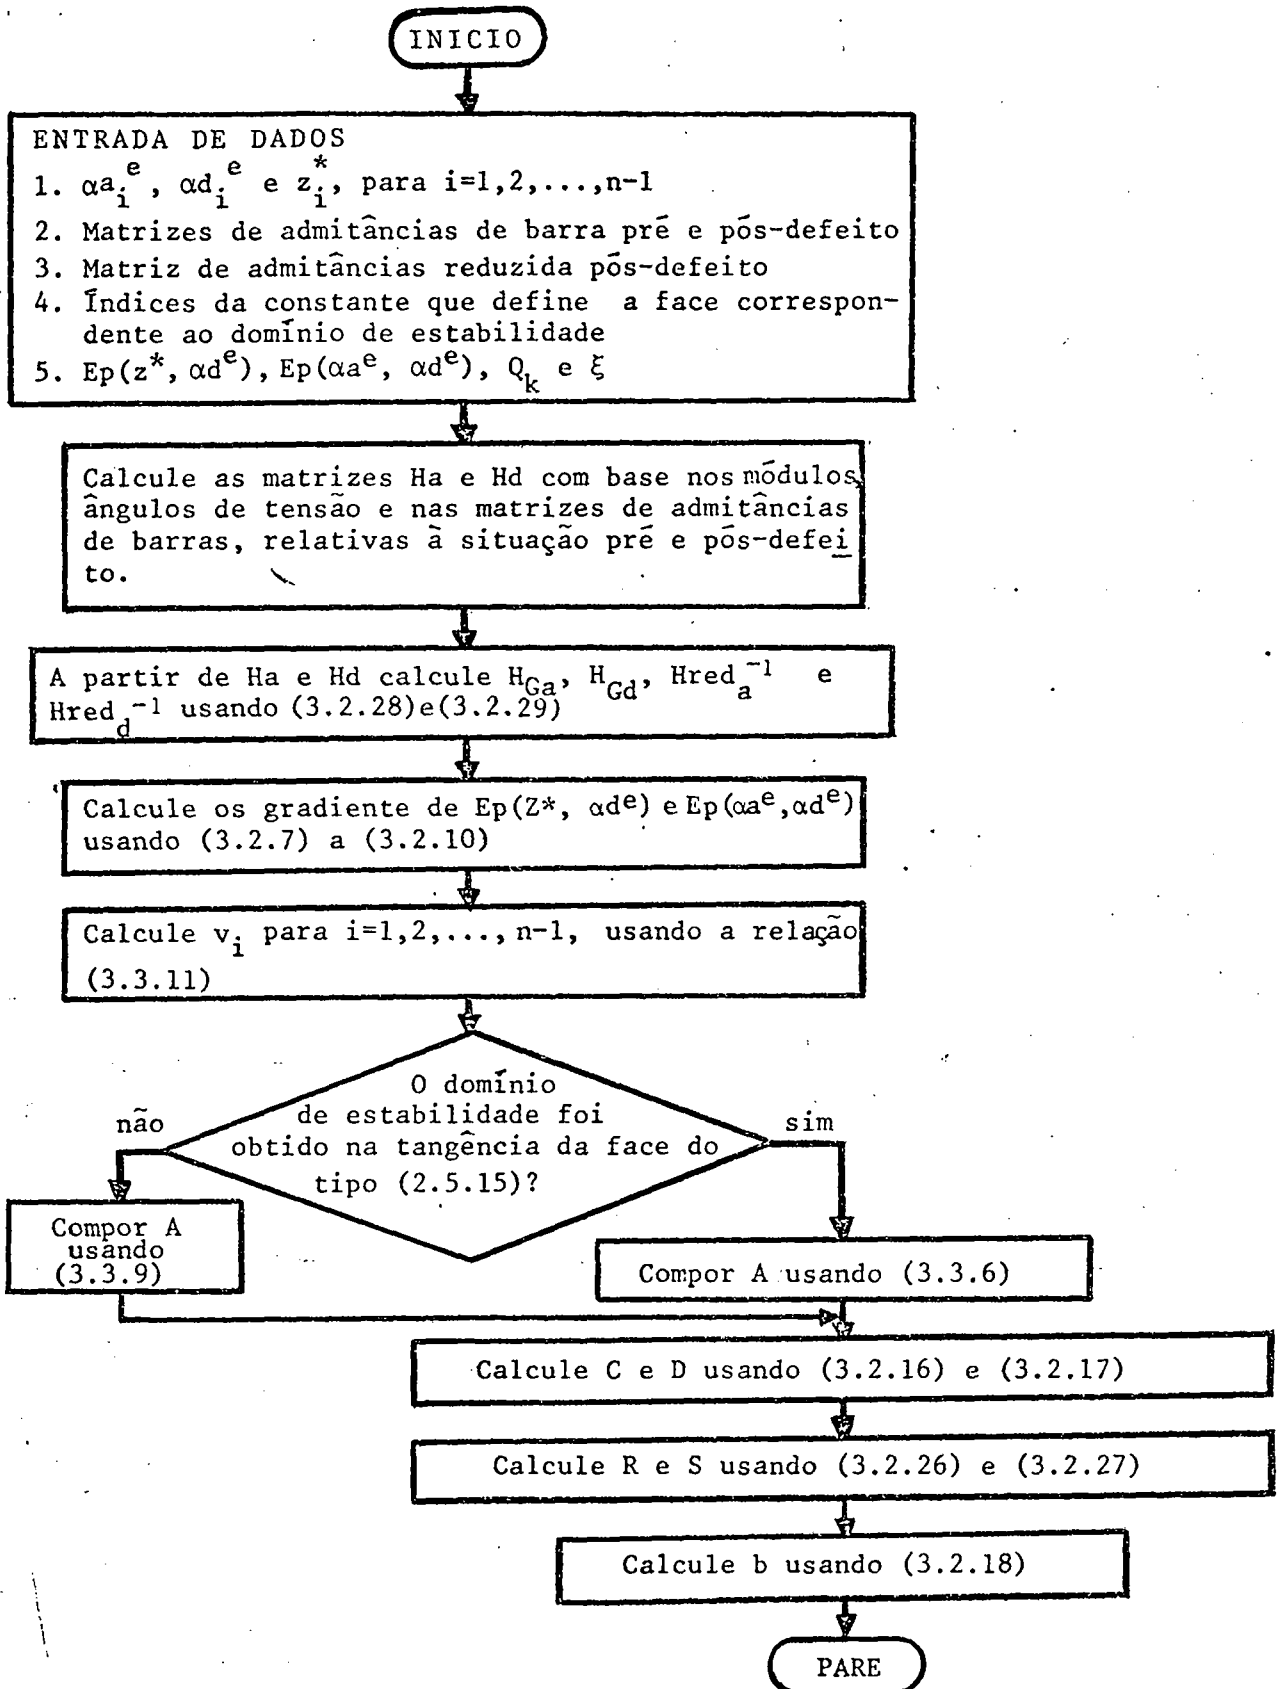 INICIO
ENTRADA DE DADOS
1. αa_i^e, αd_i^e e z_i^*, para i=1,2,...,n-1
2. Matrizes de admitâncias de barra pré e pós-defeito
3. Matriz de admitâncias reduzida pós-defeito
4. Índices da constante que define a face correspon-
dente ao domínio de estabilidade
5. Ep(z*, αd^e), Ep(αa^e, αd^e), Q_k e ξ
Calcule as matrizes Ha e Hd com base nos módulos,
ângulos de tensão e nas matrizes de admitâncias
de barras, relativas à situação pré e pós-defei
to.
A partir de Ha e Hd calcule H_Ga, H_Gd, Hred_a^-1 e
Hred_d^-1 usando (3.2.28)e(3.2.29)
Calcule os gradiente de Ep(Z*, αd^e) e Ep(αa^e,αd^e)
usando (3.2.7) a (3.2.10)
Calcule v_i para i=1,2,...,n-1, usando a relação
(3.3.11)
O domínio
de estabilidade foi
obtido na tangência da face do
tipo (2.5.15)?
não
sim
Compor A
usando
(3.3.9)
Compor A usando (3.3.6)
Calcule C e D usando (3.2.16) e (3.2.17)
Calcule R e S usando (3.2.26) e (3.2.27)
Calcule b usando (3.2.18)
PARE